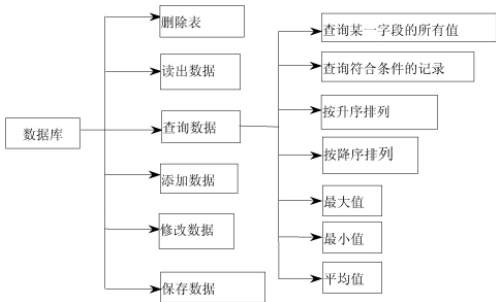 数据库
删除表
读出数据
查询数据
添加数据
修改数据
保存数据
查询某一字段的所有值
查询符合条件的记录
按升序排列
按降序排列
最大值
最小值
平均值